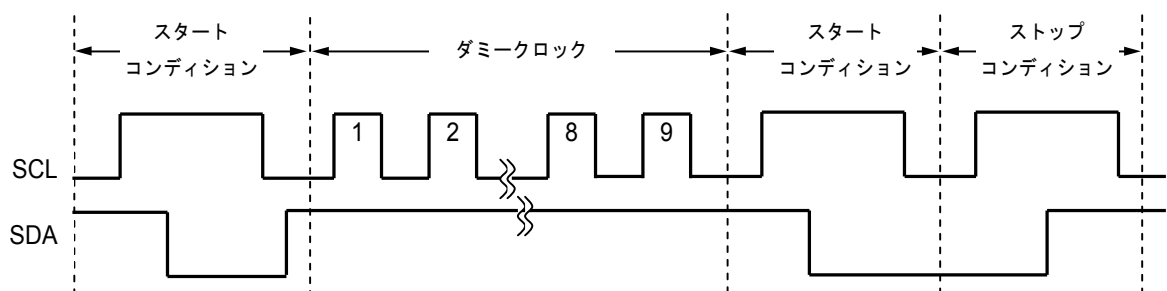 スタート
コンディション
ダミークロック
スタート
コンディション
ストップ
コンディション
SCL
1 2 8 9
SDA